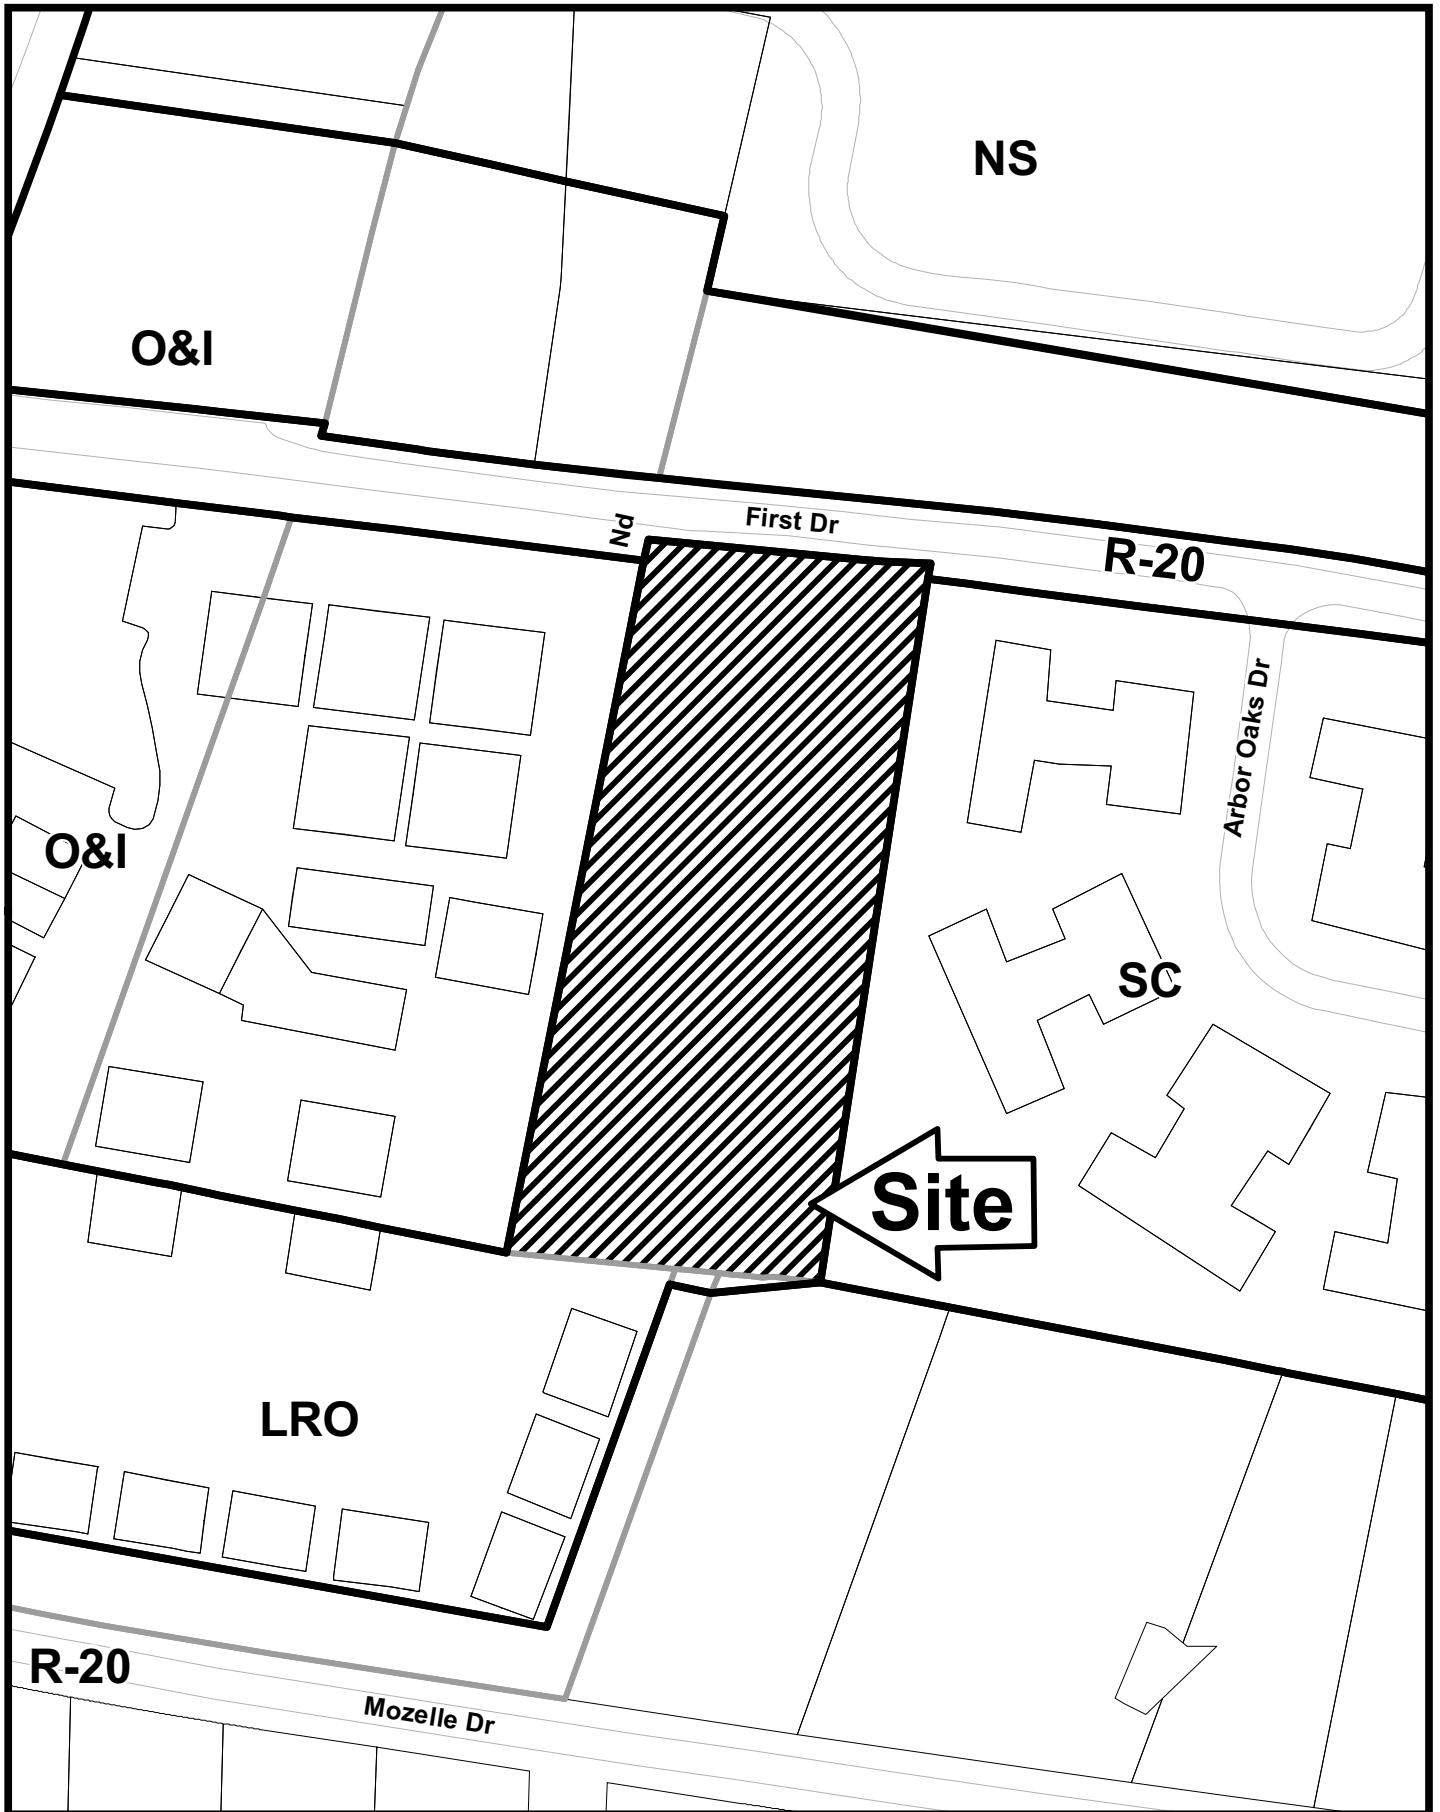 NS
O&I
First Dr
Nd
R-20
Arbor Oaks Dr
O&I
SC
Site
LRO
R-20
Mozelle Dr